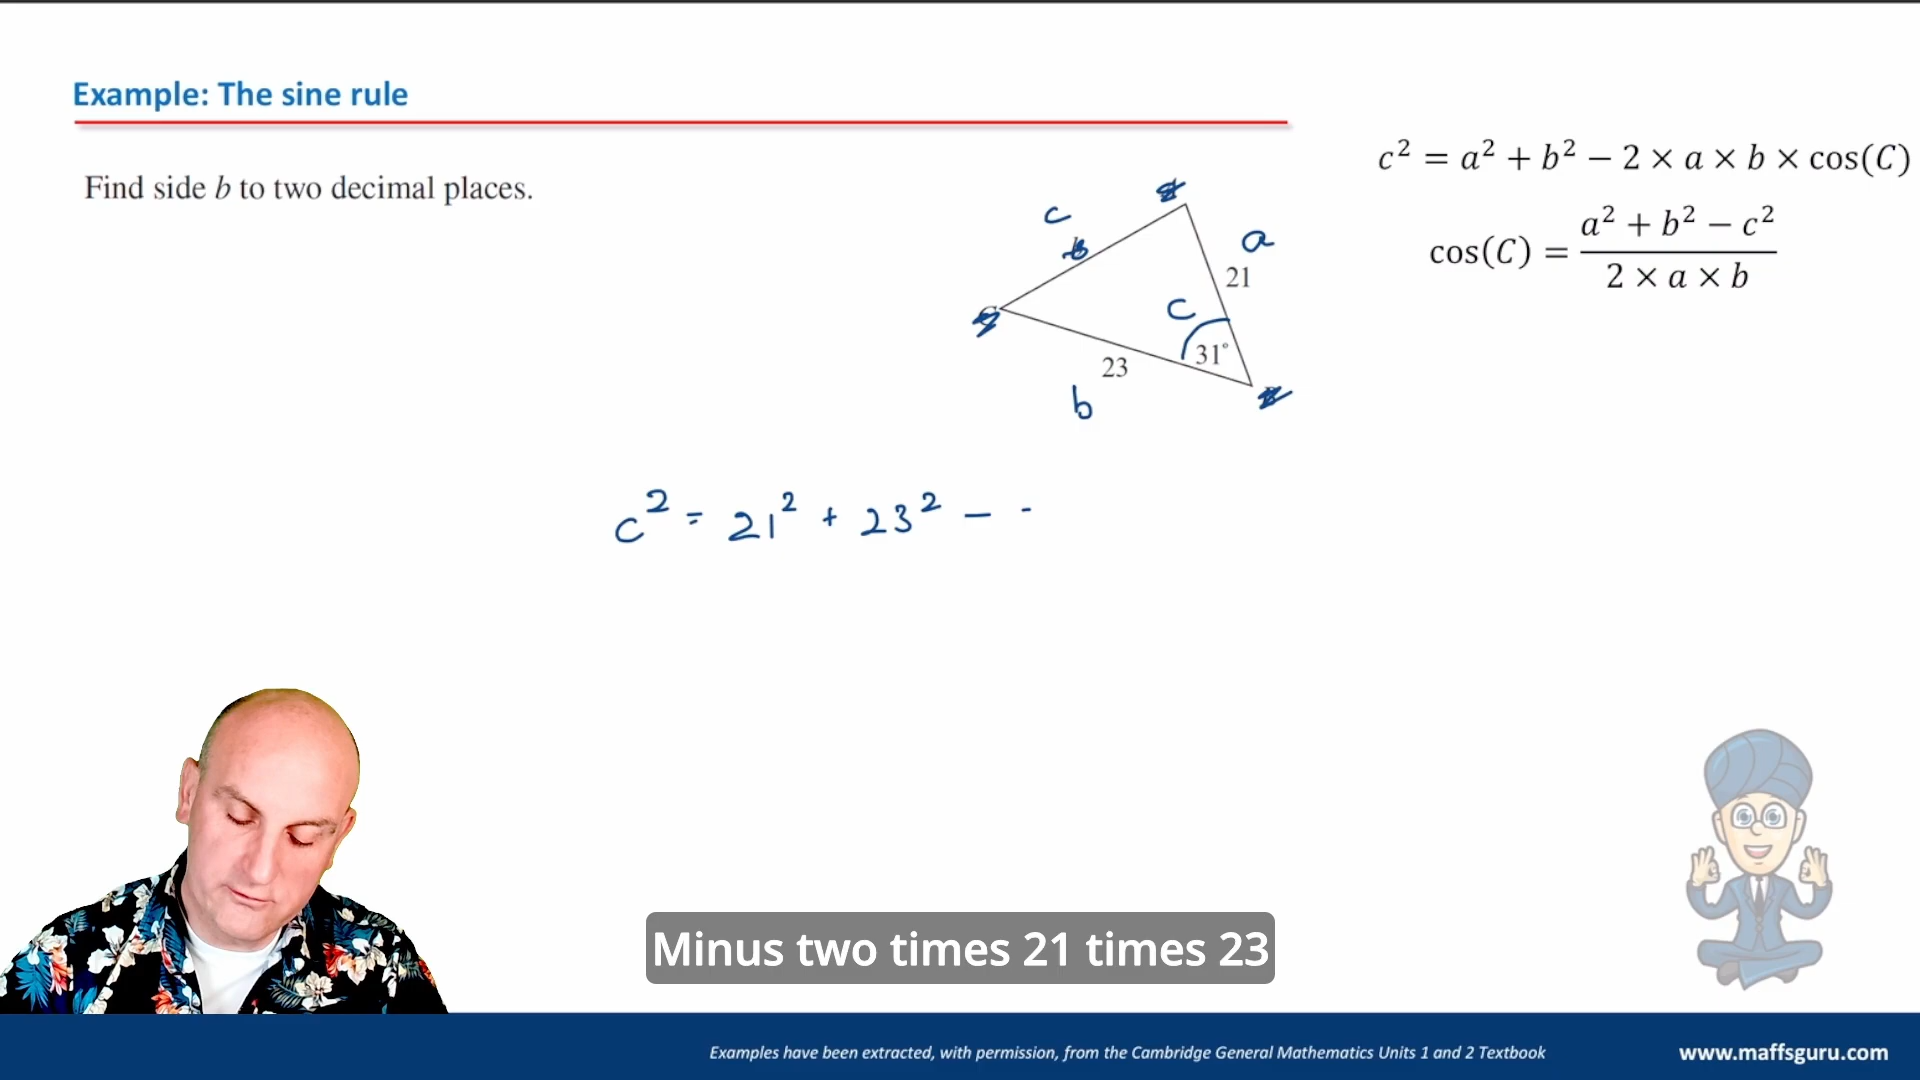 Example: The sine rule
Find side b to two decimal places.
c² = a² + b² − 2 × a × b × cos(C)
cos(C) = (a² + b² − c²) / (2 × a × b)
c
a
21
c
31°
23
b
c² = 21² + 23² −
Minus two times 21 times 23
Examples have been extracted, with permission, from the Cambridge General Mathematics Units 1 and 2 Textbook
www.maffsguru.com